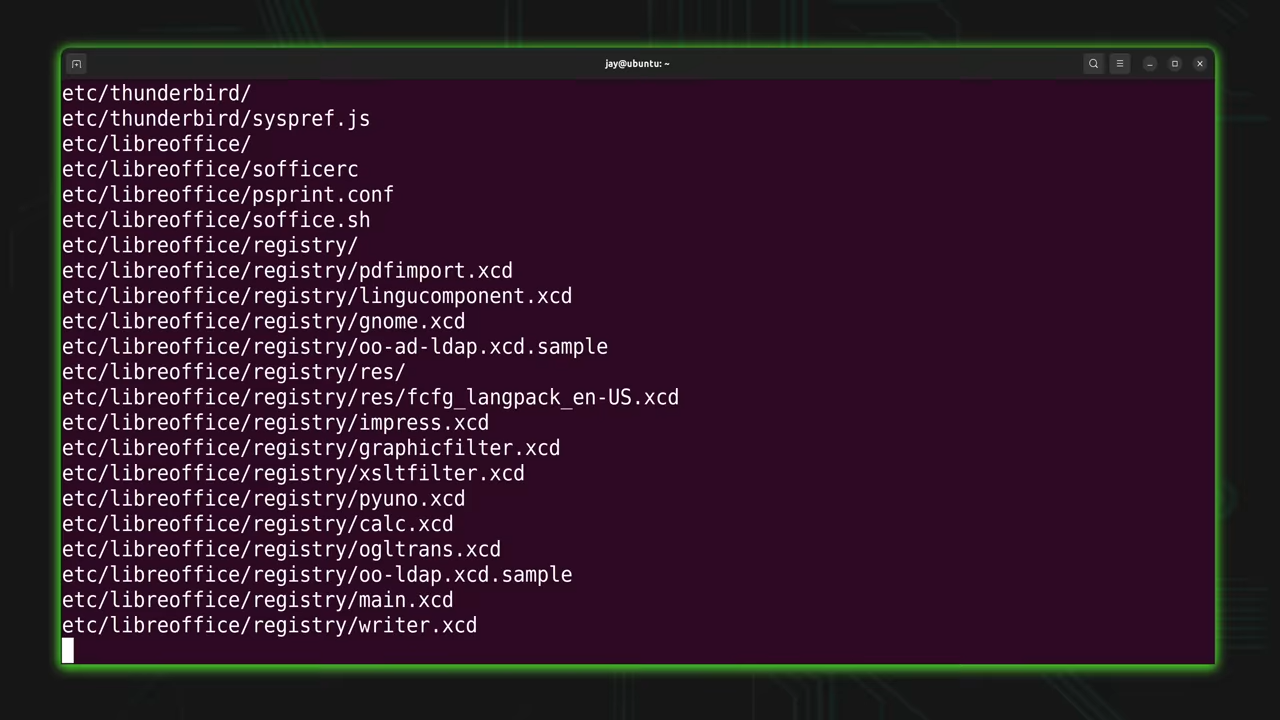 jay@ubuntu: ~
etc/thunderbird/
etc/thunderbird/syspref.js
etc/libreoffice/
etc/libreoffice/sofficerc
etc/libreoffice/psprint.conf
etc/libreoffice/soffice.sh
etc/libreoffice/registry/
etc/libreoffice/registry/pdfimport.xcd
etc/libreoffice/registry/lingucomponent.xcd
etc/libreoffice/registry/gnome.xcd
etc/libreoffice/registry/oo-ad-ldap.xcd.sample
etc/libreoffice/registry/res/
etc/libreoffice/registry/res/fcfg_langpack_en-US.xcd
etc/libreoffice/registry/impress.xcd
etc/libreoffice/registry/graphicfilter.xcd
etc/libreoffice/registry/xsltfilter.xcd
etc/libreoffice/registry/pyuno.xcd
etc/libreoffice/registry/calc.xcd
etc/libreoffice/registry/ogltrans.xcd
etc/libreoffice/registry/oo-ldap.xcd.sample
etc/libreoffice/registry/main.xcd
etc/libreoffice/registry/writer.xcd